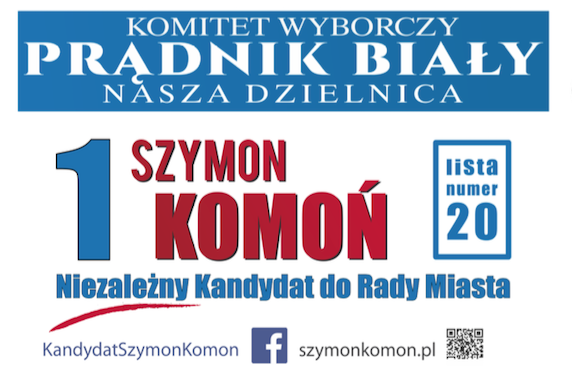 KOMITET WYBORCZY
PRĄDNIK BIAŁY
NASZA DZIELNICA
1
SZYMON
KOMOŃ
lista
numer
20
Niezależny Kandydat do Rady Miasta
KandydatSzymonKomon f szymonkomon.pl